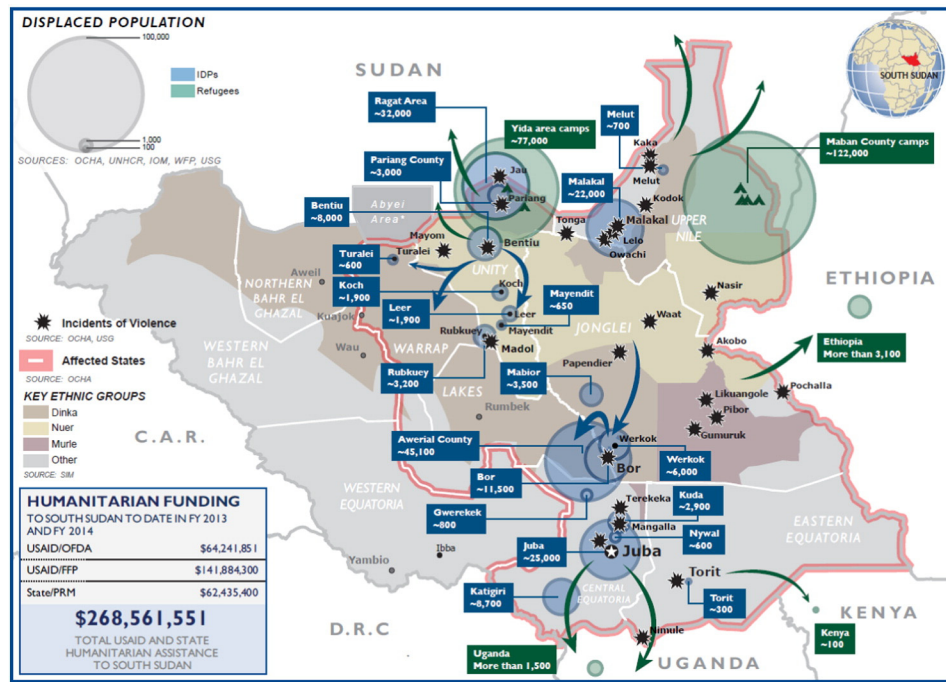 DISPLACED POPULATION
100,000
IDPs
Refugees
1,000
100
SOURCES: OCHA, UNHCR, IOM, WFP, USG
SUDAN
SOUTH SUDAN
Ragat Area
~32,000
Yida area camps
~77,000
Melut
~700
Maban County camps
~122,000
Pariang County
~3,000
Malakal
~22,000
Kaka
Melut
Jau
Pariang
Kodok
Bentiu
~8,000
Abyei
Area*
Tonga
Malakal
Lelo
Owachi
UPPER
NILE
Mayom
Bentiu
Turalei
Turalei
~600
UNITY
ETHIOPIA
Aweil
NORTHERN
BAHR EL
GHAZAL
Koch
~1,900
Koch
Mayendit
~650
Nasir
Leer
~1,900
Leer
Kuajok
Rubkuey
Mayendit
JONGLEI
Waat
Incidents of Violence
SOURCE: OCHA, USG
WESTERN
BAHR EL
GHAZAL
Wau
WARRAP
Madol
Akobo
Ethiopia
More than 3,100
Affected States
SOURCE: OCHA
Papendier
Rubkuey
~3,200
Mabior
~3,500
Pochalla
KEY ETHNIC GROUPS
Dinka
Nuer
Murle
Other
SOURCE: SIM
LAKES
Rumbek
Likuangole
Pibor
Gumuruk
C.A.R.
Awerial County
~45,100
Werkok
Bor
Werkok
~6,000
Bor
~11,500
WESTERN
EQUATORIA
Gwerekek
~800
Terekeka
Kuda
~2,900
Mangalla
Nywal
~600
EASTERN
EQUATORIA
HUMANITARIAN FUNDING
TO SOUTH SUDAN TO DATE IN FY 2013
AND FY 2014
USAID/OFDA $64,241,851
USAID/FFP $141,884,300
State/PRM $62,435,400
$268,561,551
TOTAL USAID AND STATE
HUMANITARIAN ASSISTANCE
TO SOUTH SUDAN
Ibba
Yambio
Juba
~25,000
Juba
Katigiri
~8,700
CENTRAL
EQUATORIA
Torit
Torit
~300
D.R.C
KENYA
Nimule
Kenya
~100
Uganda
More than 1,500
UGANDA